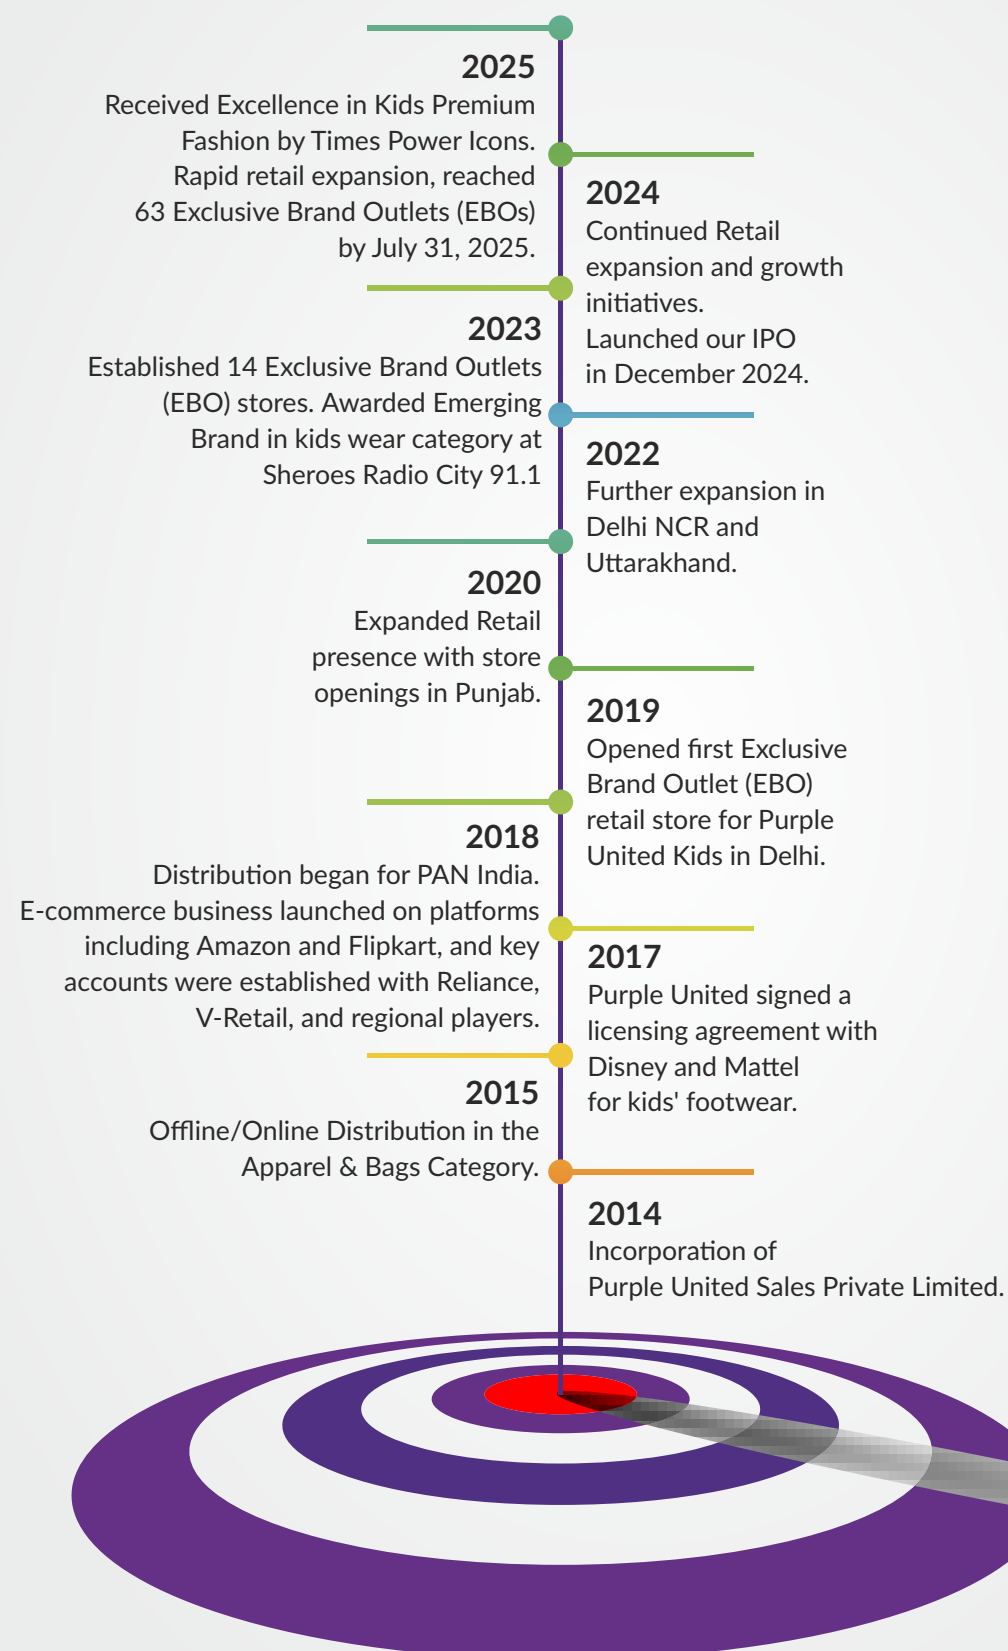 2025
Received Excellence in Kids Premium
Fashion by Times Power Icons.
Rapid retail expansion, reached
63 Exclusive Brand Outlets (EBOs)
by July 31, 2025.
2024
Continued Retail
expansion and growth
initiatives.
Launched our IPO
in December 2024.
2023
Established 14 Exclusive Brand Outlets
(EBO) stores. Awarded Emerging
Brand in kids wear category at
Sheroes Radio City 91.1
2022
Further expansion in
Delhi NCR and
Uttarakhand.
2020
Expanded Retail
presence with store
openings in Punjab.
2019
Opened first Exclusive
Brand Outlet (EBO)
retail store for Purple
United Kids in Delhi.
2018
Distribution began for PAN India.
E-commerce business launched on platforms
including Amazon and Flipkart, and key
accounts were established with Reliance,
V-Retail, and regional players.
2017
Purple United signed a
licensing agreement with
Disney and Mattel
for kids' footwear.
2015
Offline/Online Distribution in the
Apparel & Bags Category.
2014
Incorporation of
Purple United Sales Private Limited.